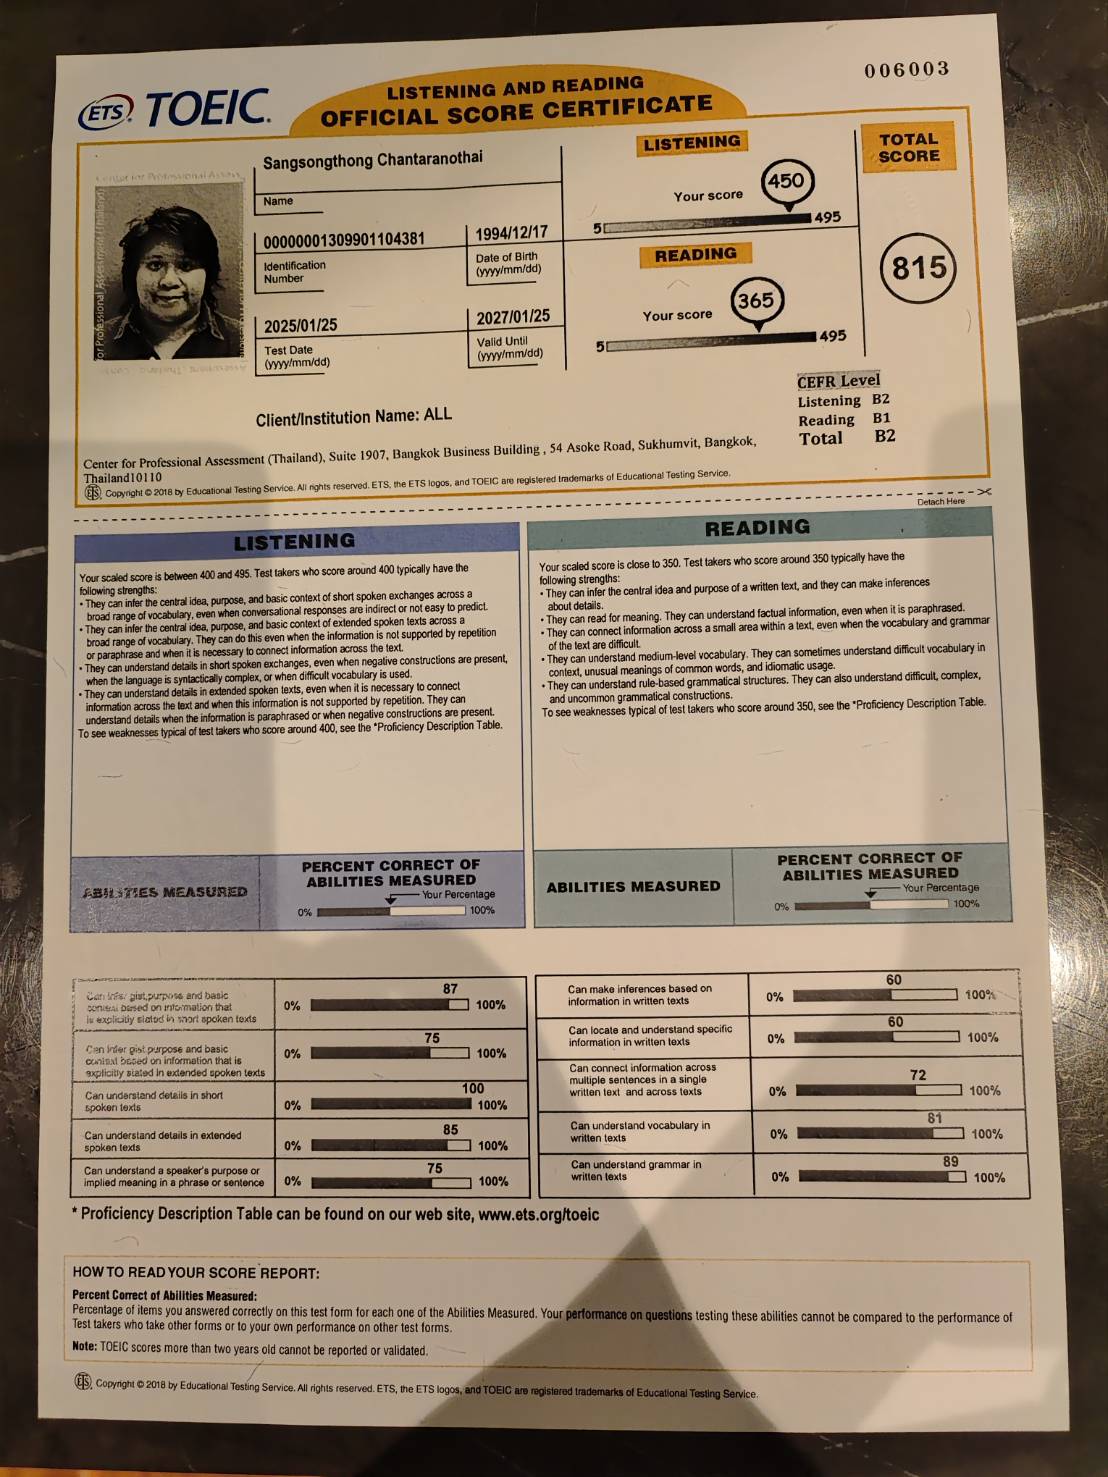 006003
ETS. TOEIC.
LISTENING AND READING
OFFICIAL SCORE CERTIFICATE
Sangsongthong Chantaranothai
Name
00000001309901104381
Identification
Number
1994/12/17
Date of Birth
(yyyy/mm/dd)
2025/01/25
Test Date
(yyyy/mm/dd)
2027/01/25
Valid Until
(yyyy/mm/dd)
LISTENING
Your score
450
5
495
READING
Your score
365
5
495
TOTAL
SCORE
815
CEFR Level
Listening B2
Reading B1
Total B2
Client/Institution Name: ALL
Center for Professional Assessment (Thailand), Suite 1907, Bangkok Business Building , 54 Asoke Road, Sukhumvit, Bangkok,
Thailand10110
ETS. Copyright © 2018 by Educational Testing Service. All rights reserved. ETS, the ETS logos, and TOEIC are registered trademarks of Educational Testing Service.
Detach Here
LISTENING
Your scaled score is between 400 and 495. Test takers who score around 400 typically have the
following strengths:
• They can infer the central idea, purpose, and basic context of short spoken exchanges across a
broad range of vocabulary, even when conversational responses are indirect or not easy to predict.
• They can infer the central idea, purpose, and basic context of extended spoken texts across a
broad range of vocabulary. They can do this even when the information is not supported by repetition
or paraphrase and when it is necessary to connect information across the text.
• They can understand details in short spoken exchanges, even when negative constructions are present,
when the language is syntactically complex, or when difficult vocabulary is used.
• They can understand details in extended spoken texts, even when it is necessary to connect
information across the text and when this information is not supported by repetition. They can
understand details when the information is paraphrased or when negative constructions are present.
To see weaknesses typical of test takers who score around 400, see the *Proficiency Description Table.
READING
Your scaled score is close to 350. Test takers who score around 350 typically have the
following strengths:
• They can infer the central idea and purpose of a written text, and they can make inferences
about details.
• They can read for meaning. They can understand factual information, even when it is paraphrased.
• They can connect information across a small area within a text, even when the vocabulary and grammar
of the text are difficult.
• They can understand medium-level vocabulary. They can sometimes understand difficult vocabulary in
context, unusual meanings of common words, and idiomatic usage.
• They can understand rule-based grammatical structures. They can also understand difficult, complex,
and uncommon grammatical constructions.
To see weaknesses typical of test takers who score around 350, see the *Proficiency Description Table.
ABILITIES MEASURED
PERCENT CORRECT OF
ABILITIES MEASURED
Your Percentage
0%
100%
ABILITIES MEASURED
PERCENT CORRECT OF
ABILITIES MEASURED
Your Percentage
0%
100%
Can infer gist, purpose and basic
context based on information that
is explicitly stated in short spoken texts
0%
87
100%
Can infer gist, purpose and basic
context based on information that is
explicitly stated in extended spoken texts
0%
75
100%
Can understand details in short
spoken texts
0%
100
100%
Can understand details in extended
spoken texts
0%
85
100%
Can understand a speaker's purpose or
implied meaning in a phrase or sentence
0%
75
100%
Can make inferences based on
information in written texts
0%
60
100%
Can locate and understand specific
information in written texts
0%
60
100%
Can connect information across
multiple sentences in a single
written text and across texts
0%
72
100%
Can understand vocabulary in
written texts
0%
81
100%
Can understand grammar in
written texts
0%
89
100%
* Proficiency Description Table can be found on our web site, www.ets.org/toeic
HOW TO READ YOUR SCORE REPORT:
Percent Correct of Abilities Measured:
Percentage of items you answered correctly on this test form for each one of the Abilities Measured. Your performance on questions testing these abilities cannot be compared to the performance of
Test takers who take other forms or to your own performance on other test forms.
Note: TOEIC scores more than two years old cannot be reported or validated.
ETS. Copyright © 2018 by Educational Testing Service. All rights reserved. ETS, the ETS logos, and TOEIC are registered trademarks of Educational Testing Service.